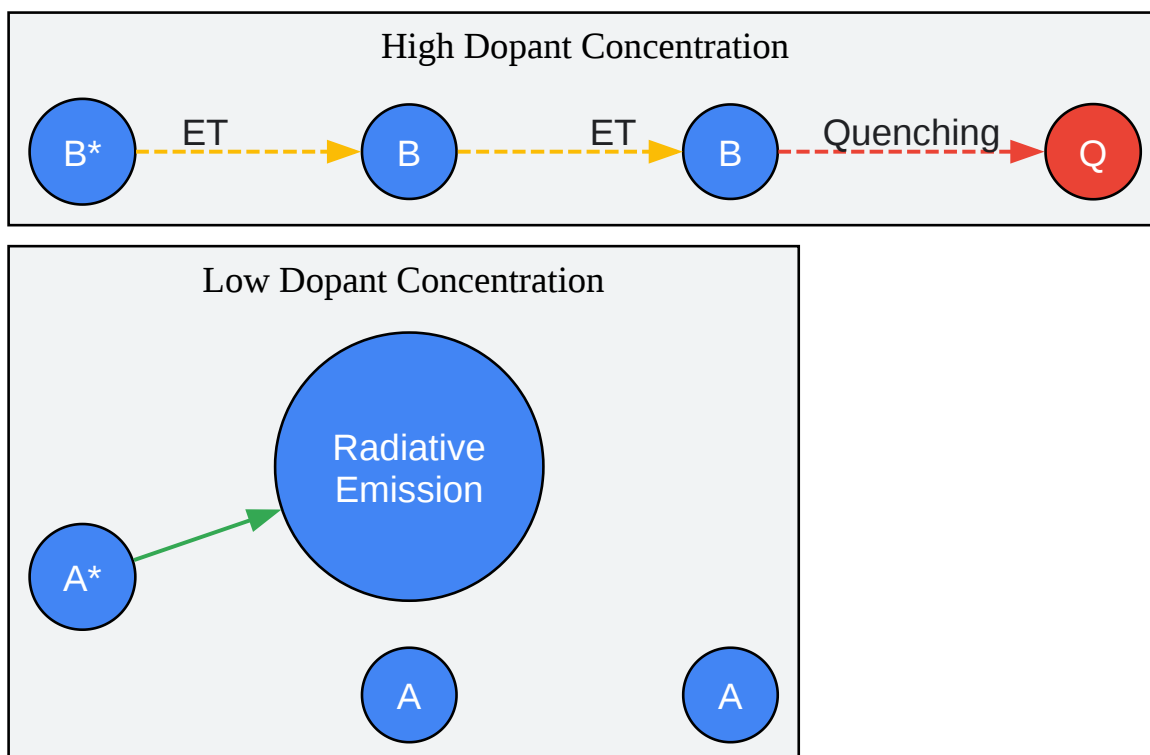 High Dopant Concentration
B*
ET
B
ET
B
Quenching
Q
Low Dopant Concentration
Radiative
Emission
A*
A
A